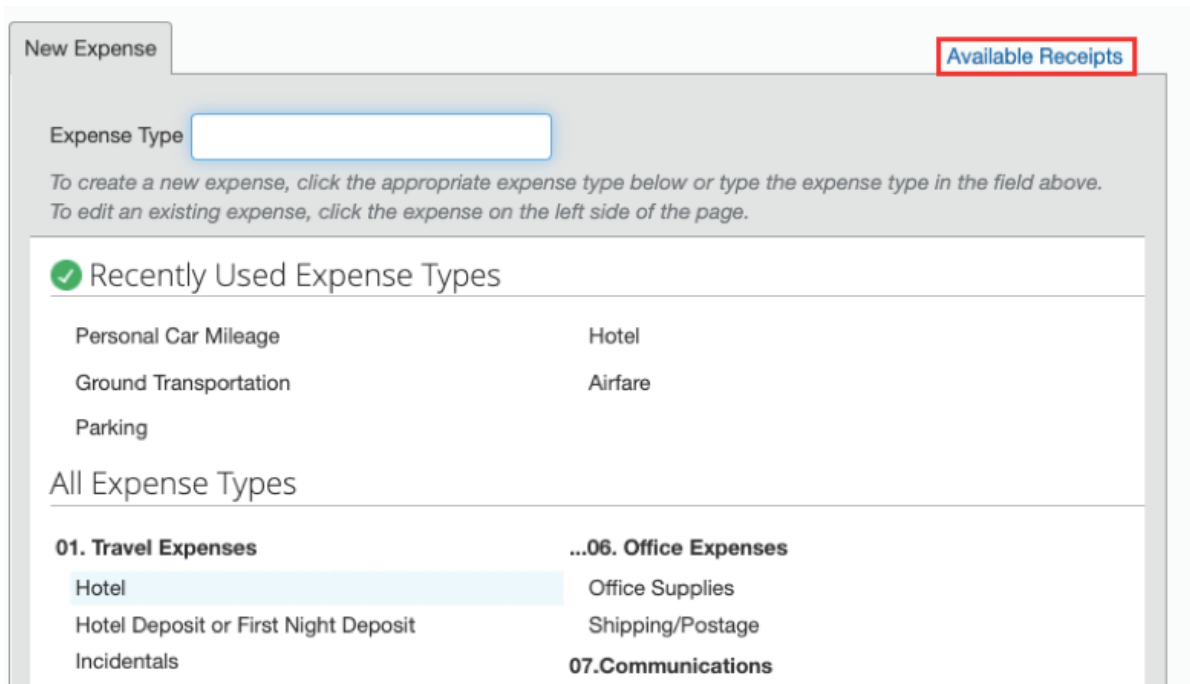 New Expense
Available Receipts
Expense Type
To create a new expense, click the appropriate expense type below or type the expense type in the field above.
To edit an existing expense, click the expense on the left side of the page.
Recently Used Expense Types
Personal Car Mileage
Hotel
Ground Transportation
Airfare
Parking
All Expense Types
01. Travel Expenses
Hotel
Hotel Deposit or First Night Deposit
Incidentals
...06. Office Expenses
Office Supplies
Shipping/Postage
07.Communications